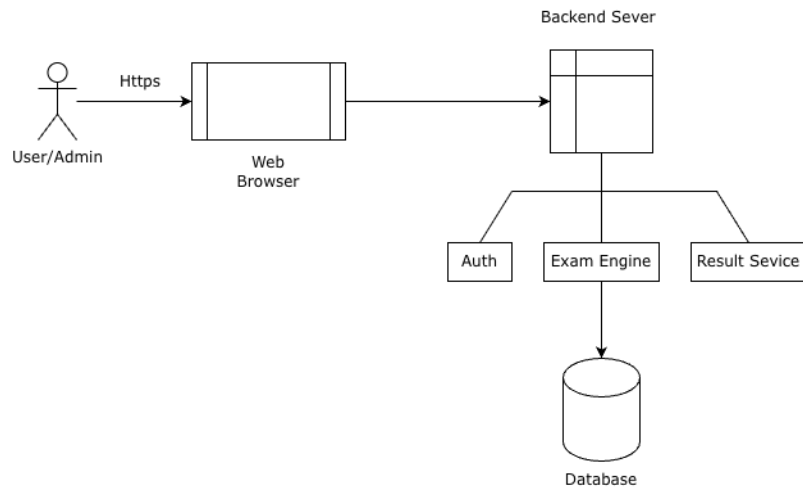 Backend Sever
Https
User/Admin
Web
Browser
Auth
Exam Engine
Result Sevice
Database